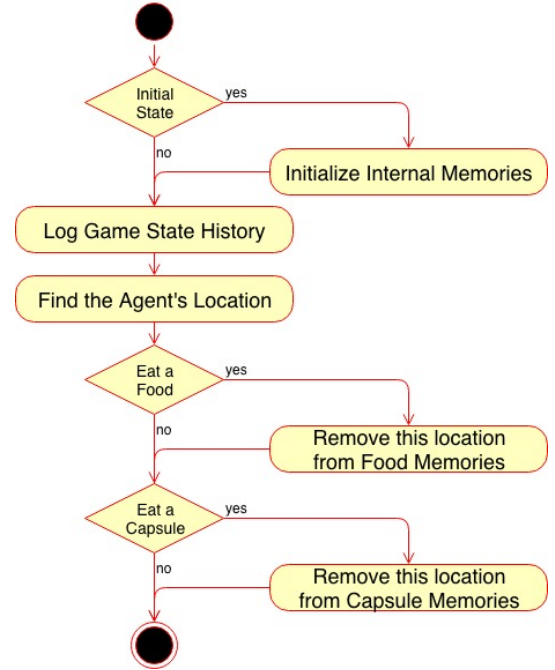 Initial
State
yes
no
Initialize Internal Memories
Log Game State History
Find the Agent's Location
Eat a
Food
yes
no
Remove this location
from Food Memories
Eat a
Capsule
yes
no
Remove this location
from Capsule Memories